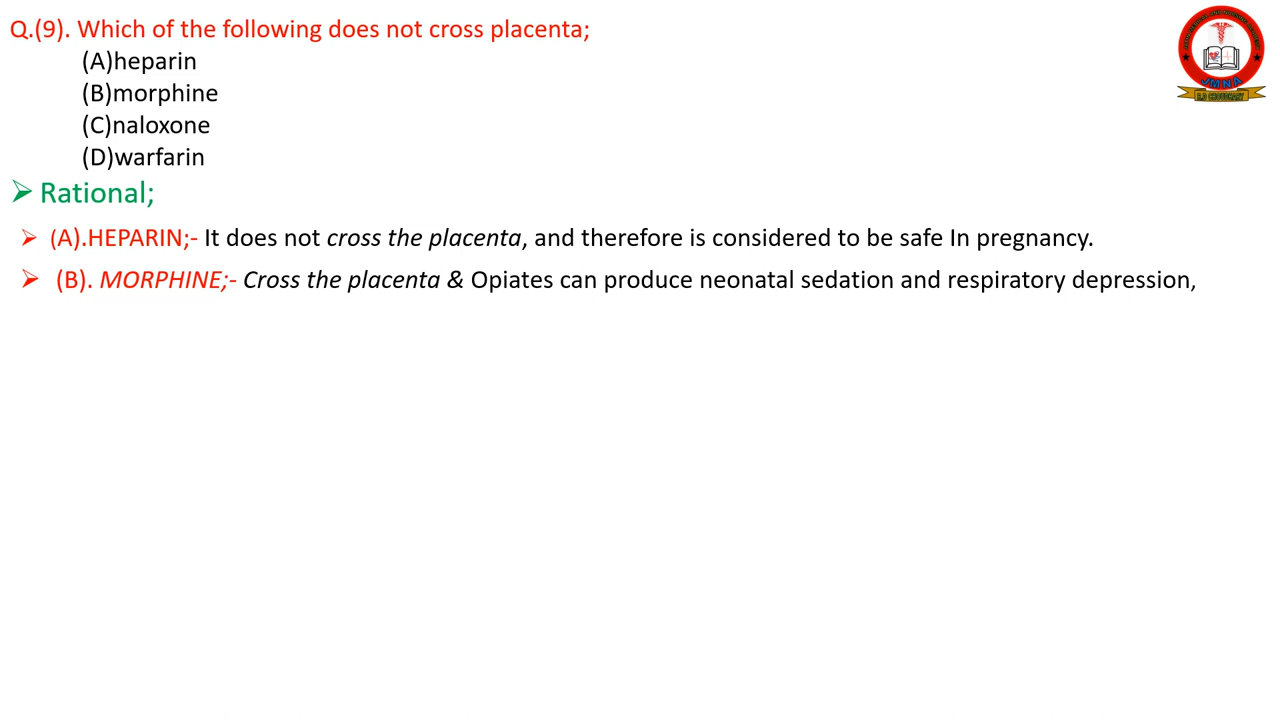 Q.(9). Which of the following does not cross placenta;
(A)heparin
(B)morphine
(C)naloxone
(D)warfarin
➢ Rational;
➢ (A).HEPARIN;- It does not cross the placenta, and therefore is considered to be safe In pregnancy.
➢ (B). MORPHINE;- Cross the placenta & Opiates can produce neonatal sedation and respiratory depression,
JMNA